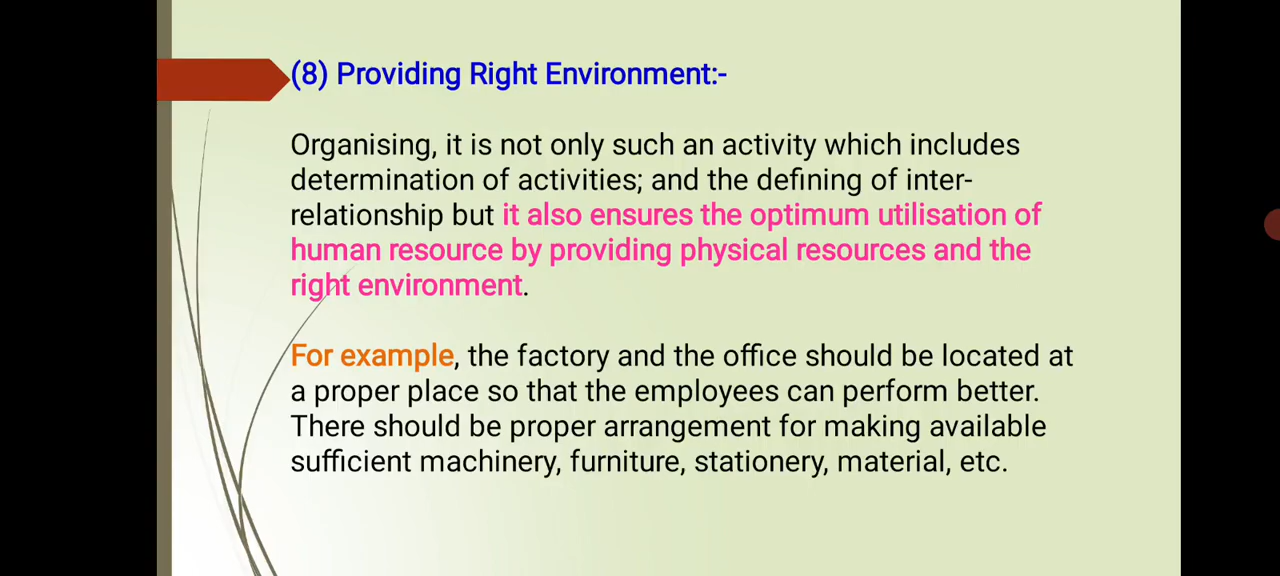 (8) Providing Right Environment:-
Organising, it is not only such an activity which includes
determination of activities; and the defining of inter-
relationship but it also ensures the optimum utilisation of
human resource by providing physical resources and the
right environment.
For example, the factory and the office should be located at
a proper place so that the employees can perform better.
There should be proper arrangement for making available
sufficient machinery, furniture, stationery, material, etc.